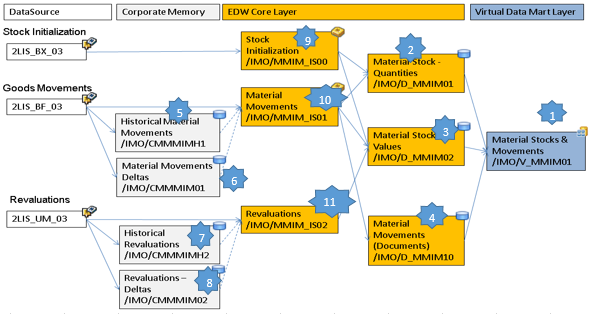 DataSource
Corporate Memory
EDW Core Layer
Virtual Data Mart Layer
Stock Initialization
2LIS_BX_03
9
Stock
Initialization
/IMO/MMIM_IS00
2
Material Stock -
Quantities
/IMO/D_MMIM01
Goods Movements
2LIS_BF_03
5
Historical Material
Movements
/IMO/CMMMIMH1
Material Movements
Deltas
/IMO/CMMMIM01
6
10
Material
Movements
/IMO/MMIM_IS01
3
Material Stock
Values
/IMO/D_MMIM02
1
Material Stocks &
Movements
/IMO/V_MMIM01
Revaluations
2LIS_UM_03
7
Historical
Revaluations
/IMO/CMMMIMH2
8
Revaluations –
Deltas
/IMO/CMMMIM02
11
Revaluations
/IMO/MMIM_IS02
4
Material
Movements
(Documents)
/IMO/D_MMIM10